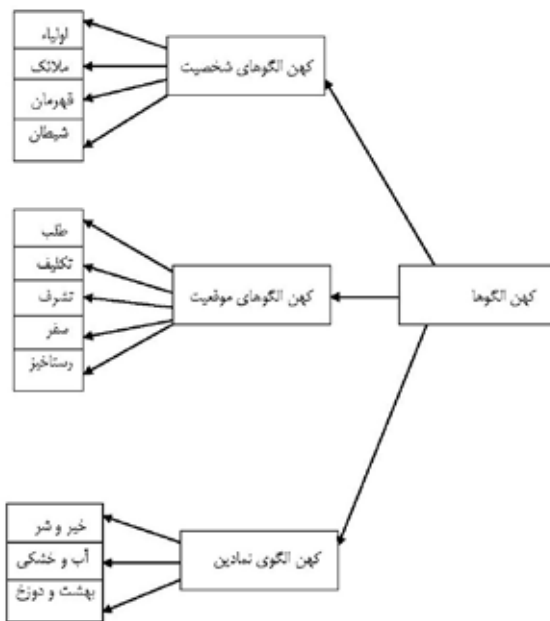 کهن الگوها
کهن الگوهای شخصیت
اولیاء
ملائک
قهرمان
شیطان
کهن الگوهای موقعیت
طلب
تکلیف
تشرف
سفر
رستاخیز
کهن الگوی نمادین
خیر و شر
آب و خشکی
بهشت و دوزخ